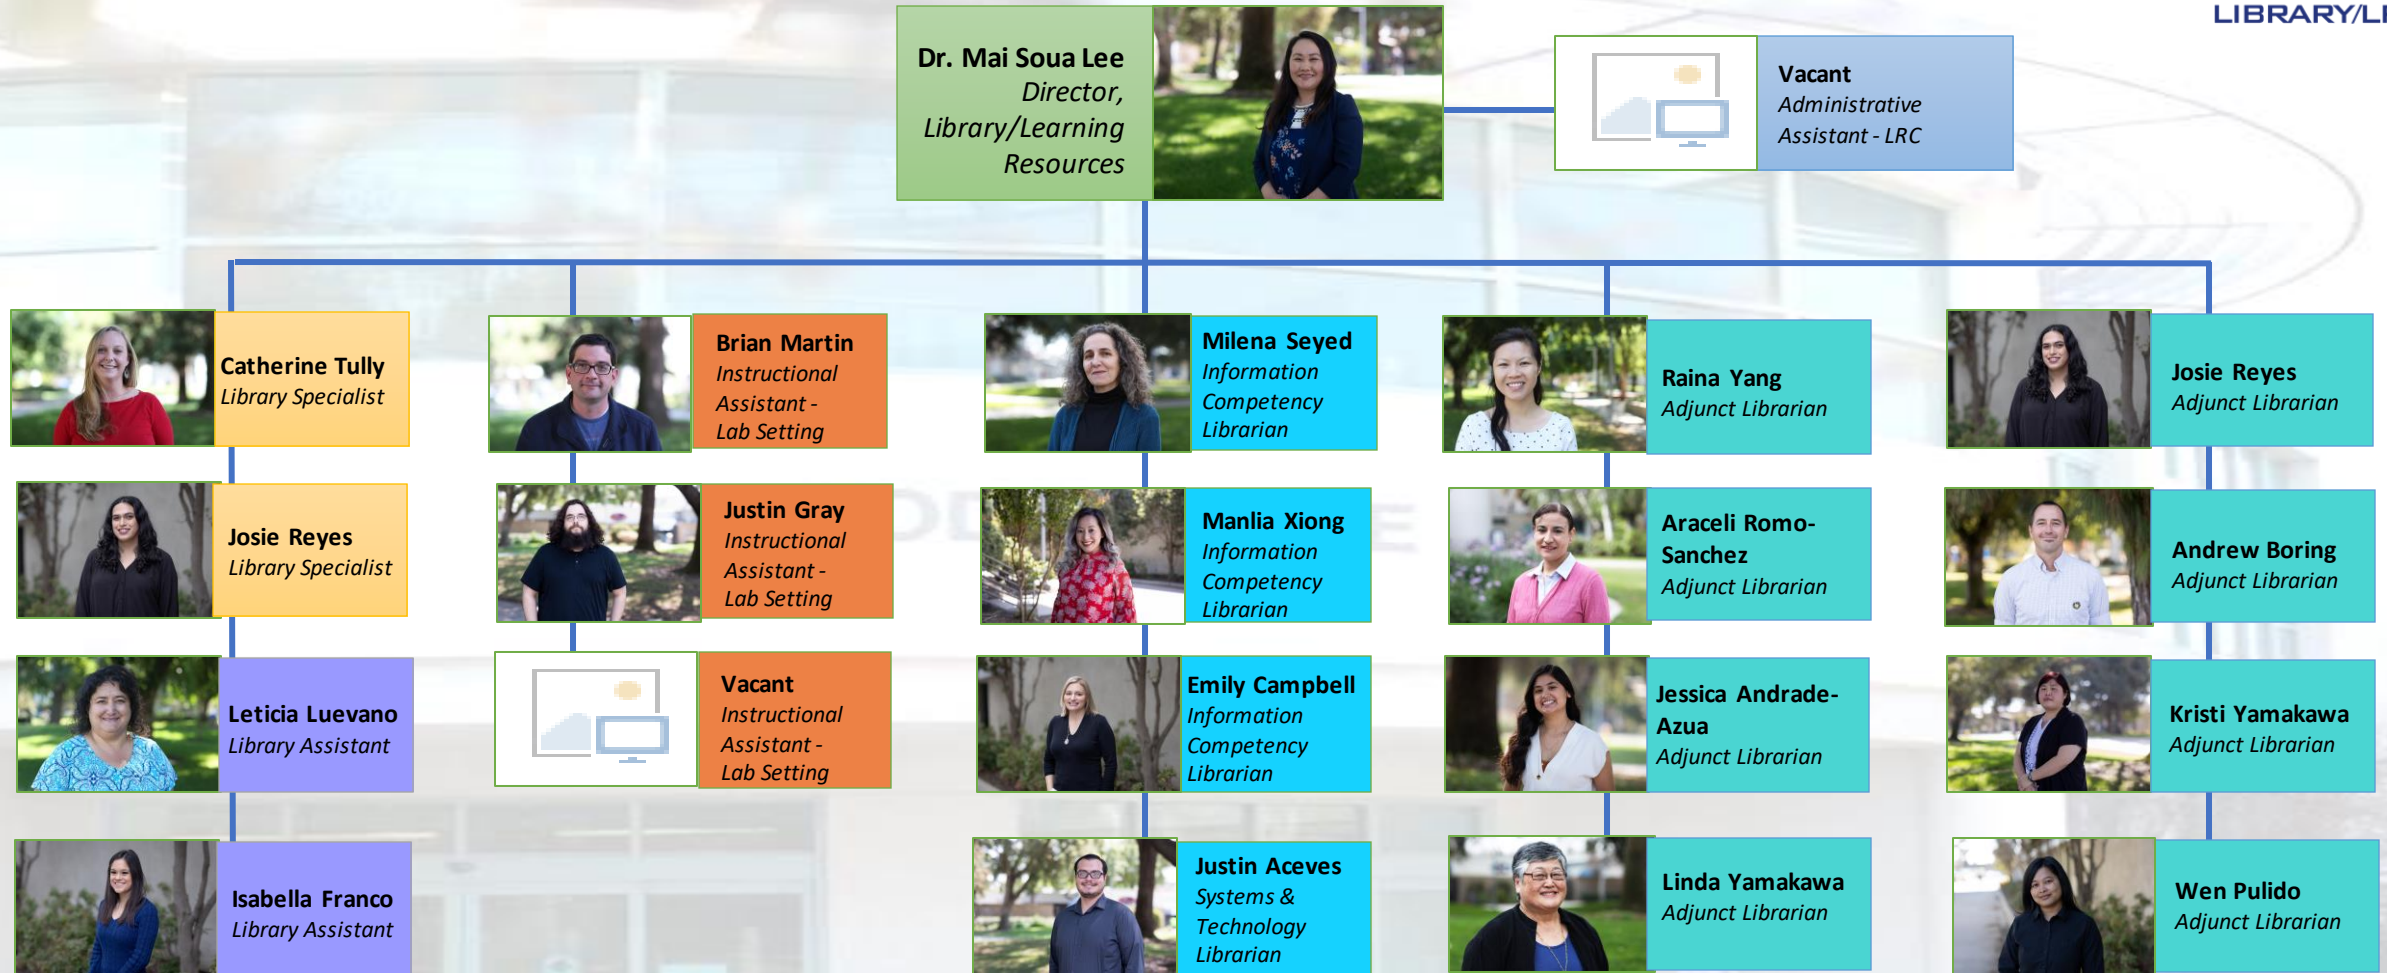 LIBRARY/L
Dr. Mai Soua Lee
Director,
Library/Learning
Resources
Vacant
Administrative
Assistant - LRC
Catherine Tully
Library Specialist
Josie Reyes
Library Specialist
Leticia Luevano
Library Assistant
Isabella Franco
Library Assistant
Brian Martin
Instructional
Assistant -
Lab Setting
Justin Gray
Instructional
Assistant -
Lab Setting
Vacant
Instructional
Assistant -
Lab Setting
Milena Seyed
Information
Competency
Librarian
Manlia Xiong
Information
Competency
Librarian
Emily Campbell
Information
Competency
Librarian
Justin Aceves
Systems &
Technology
Librarian
Raina Yang
Adjunct Librarian
Araceli Romo-
Sanchez
Adjunct Librarian
Jessica Andrade-
Azua
Adjunct Librarian
Linda Yamakawa
Adjunct Librarian
Josie Reyes
Adjunct Librarian
Andrew Boring
Adjunct Librarian
Kristi Yamakawa
Adjunct Librarian
Wen Pulido
Adjunct Librarian